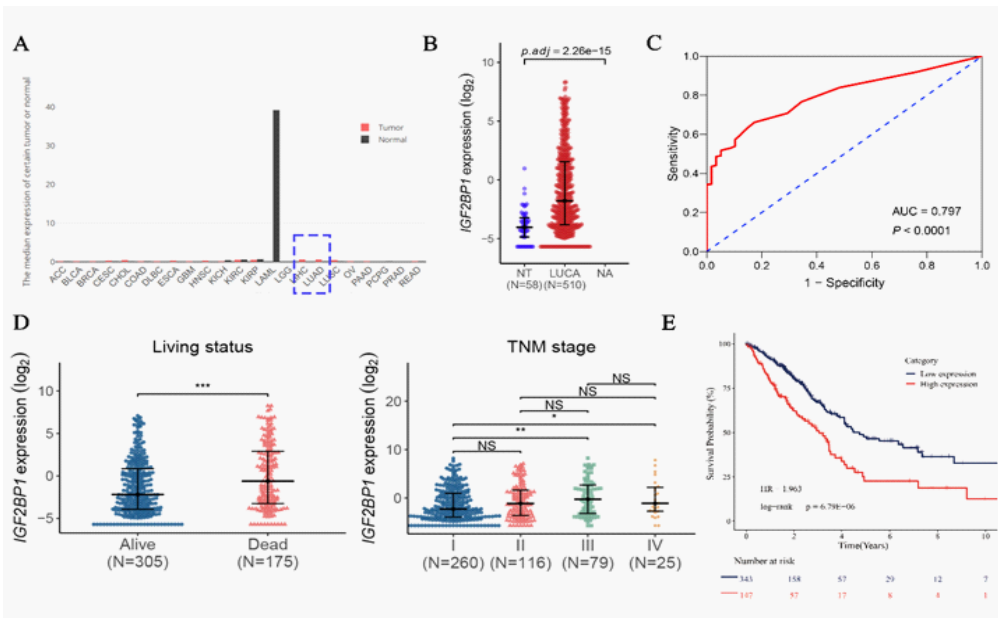 A
The median expression of certain tumor or normal
40
30
20
10
0
Tumor
Normal
ACC
BLCA
BRCA
CESC
CHOL
COAD
DLBC
ESCA
GBM
HNSC
KICH
KIRC
KIRP
LAML
LGG
LUAD
OV
PAAD
PCPG
PRAD
READ
B
IGF2BP1 expression (log2)
p.adj = 2.26e−15
10
5
0
−5
NT LUCA NA
(N=58)(N=510)
C
Sensitivity
1.0
0.8
0.6
0.4
0.2
0.0
AUC = 0.797
P < 0.0001
0.0 0.2 0.4 0.6 0.8 1.0
1 − Specificity
D
Living status
IGF2BP1 expression (log2)
***
10
5
0
−5
Alive Dead
(N=305) (N=175)
TNM stage
IGF2BP1 expression (log2)
20
10
0
NS
NS
NS
*
**
NS
I II III IV
(N=260) (N=116) (N=79) (N=25)
E
Survival Probability (%)
100
75
50
25
0
Category
Low expression
High expression
HR = 1.963
log−rank p = 6.79E−06
0 2 4 6 8 10
Time(Years)
Number at risk
343 158 57 29 12 7
17 8 4 1